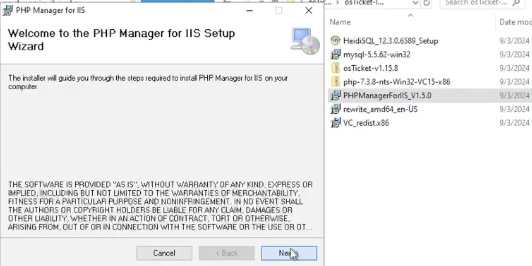 PHP Manager for IIS
Welcome to the PHP Manager for IIS Setup
Wizard
The installer will guide you through the steps required to install PHP Manager for IIS on your
computer.
THE SOFTWARE IS PROVIDED "AS IS", WITHOUT WARRANTY OF ANY KIND, EXPRESS OR
IMPLIED, INCLUDING BUT NOT LIMITED TO THE WARRANTIES OF MERCHANTABILITY,
FITNESS FOR A PARTICULAR PURPOSE AND NONINFRINGEMENT. IN NO EVENT SHALL
THE AUTHORS OR COPYRIGHT HOLDERS BE LIABLE FOR ANY CLAIM, DAMAGES OR
OTHER LIABILITY, WHETHER IN AN ACTION OF CONTRACT, TORT OR OTHERWISE,
ARISING FROM, OUT OF OR IN CONNECTION WITH THE SOFTWARE OR THE USE OR OT...
Cancel
< Back
Nex
osTicket-I...
Search osTicket-...
Name
Date mod
HeidiSQL_12.3.0.6589_Setup 9/3/2024
mysql-5.5.62-win32 9/3/2024
osTicket-v1.15.8 9/3/2024
php-7.3.8-nts-Win32-VC15-x86 9/3/2024
PHPManagerForIIS_V1.5.0 9/3/2024
rewrite_amd64_en-US 9/3/2024
VC_redist.x86 9/3/2024